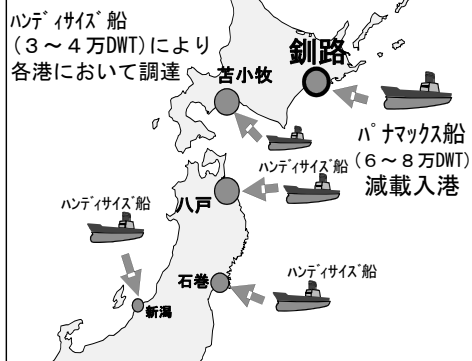 ハンディサイズ船
（３～４万DWT）により
各港において調達
釧路
苫小牧
パナマックス船
（６～８万DWT）
減載入港
ハンディサイズ船
八戸
ハンディサイズ船
石巻
ハンディサイズ船
新潟